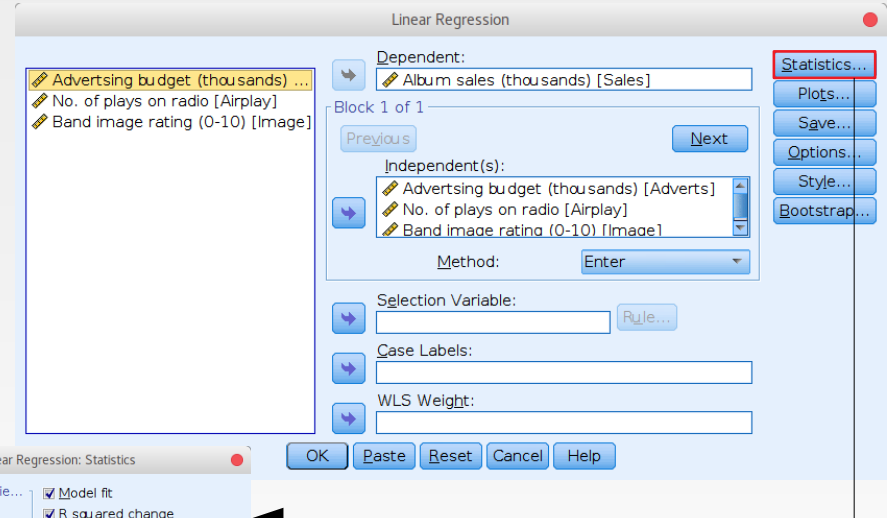 Linear Regression
Advertsing budget (thousands) ...
No. of plays on radio [Airplay]
Band image rating (0-10) [Image]
Dependent:
Album sales (thousands) [Sales]
Block 1 of 1
Previous
Next
Independent(s):
Advertsing budget (thousands) [Adverts]
No. of plays on radio [Airplay]
Band image rating (0-10) [Image]
Method:
Enter
Selection Variable:
Rule...
Case Labels:
WLS Weight:
Statistics...
Plots...
Save...
Options...
Style...
Bootstrap...
OK
Paste
Reset
Cancel
Help
ear Regression: Statistics
ie...
Model fit
R squared change